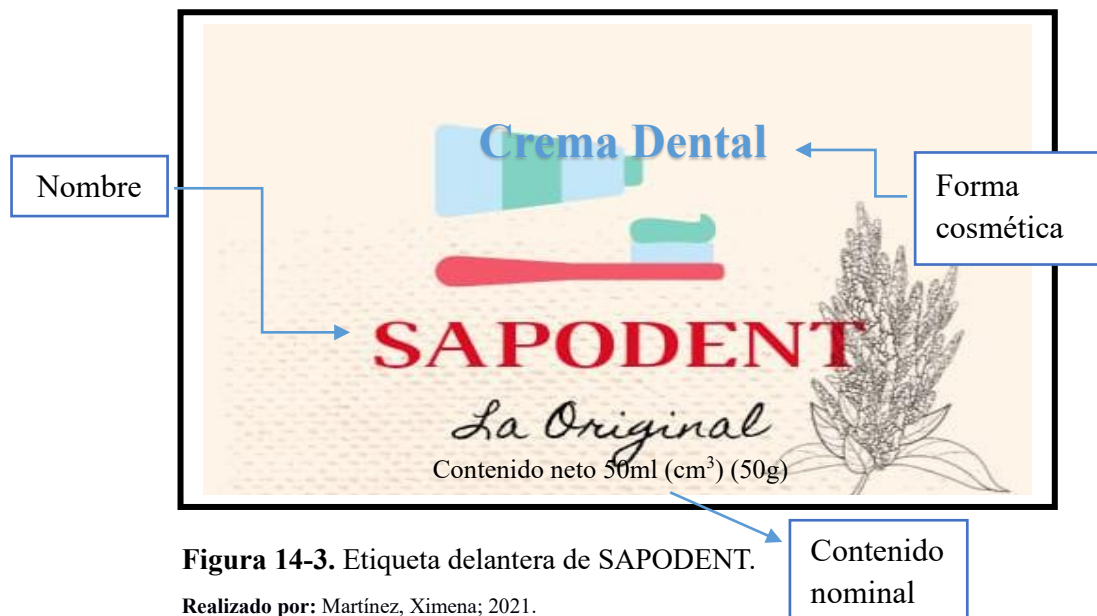 Crema Dental
Nombre
Forma
cosmética
SAPODENT
La Original
Contenido neto 50ml (cm³) (50g)
Contenido
nominal
Figura 14-3. Etiqueta delantera de SAPODENT.
Realizado por: Martínez, Ximena; 2021.